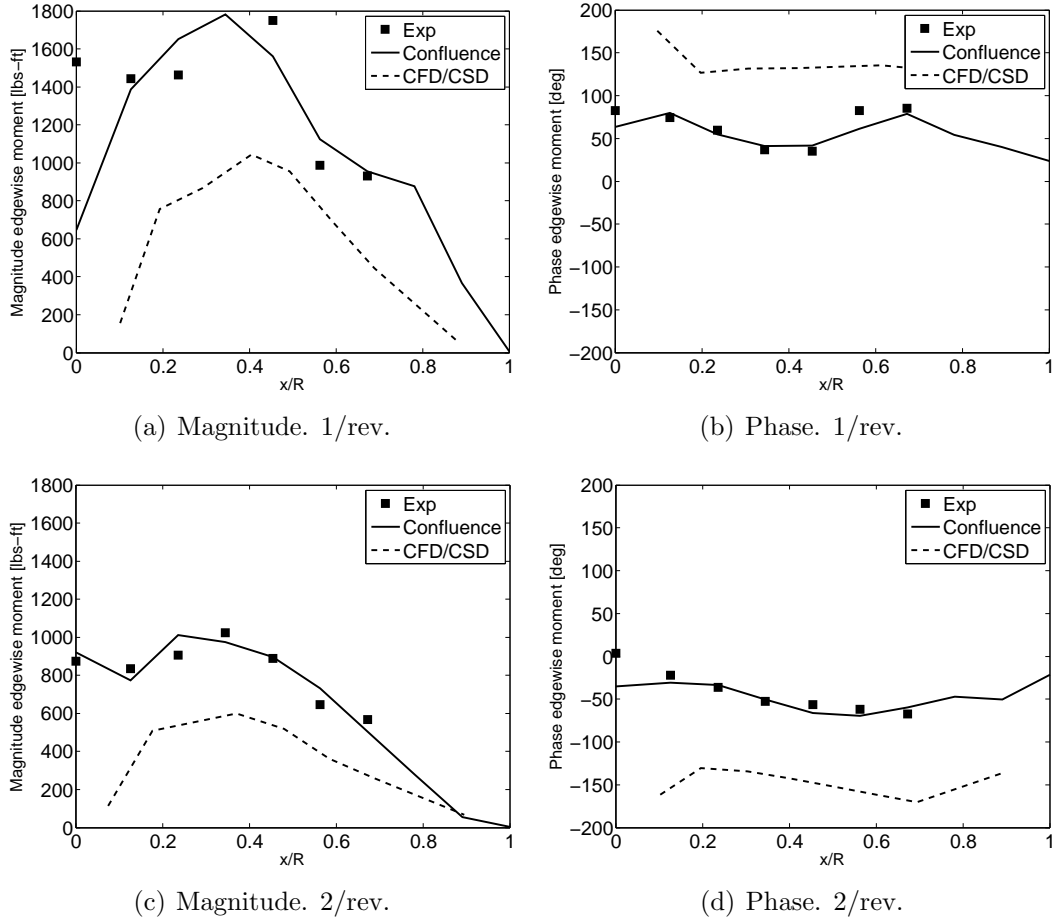 Magnitude edgewise moment [lbs-ft]
1800
1600
1400
1200
1000
800
600
400
200
0
0 0.2 0.4 0.6 0.8 1
x/R
Exp
Confluence
CFD/CSD
(a) Magnitude. 1/rev.
Phase edgewise moment [deg]
200
150
100
50
0
−50
−100
−150
−200
0 0.2 0.4 0.6 0.8 1
x/R
Exp
Confluence
CFD/CSD
(b) Phase. 1/rev.
Magnitude edgewise moment [lbs-ft]
1800
1600
1400
1200
1000
800
600
400
200
0
0 0.2 0.4 0.6 0.8 1
x/R
Exp
Confluence
CFD/CSD
(c) Magnitude. 2/rev.
Phase edgewise moment [deg]
200
150
100
50
0
−50
−100
−150
−200
0 0.2 0.4 0.6 0.8 1
x/R
Exp
Confluence
CFD/CSD
(d) Phase. 2/rev.